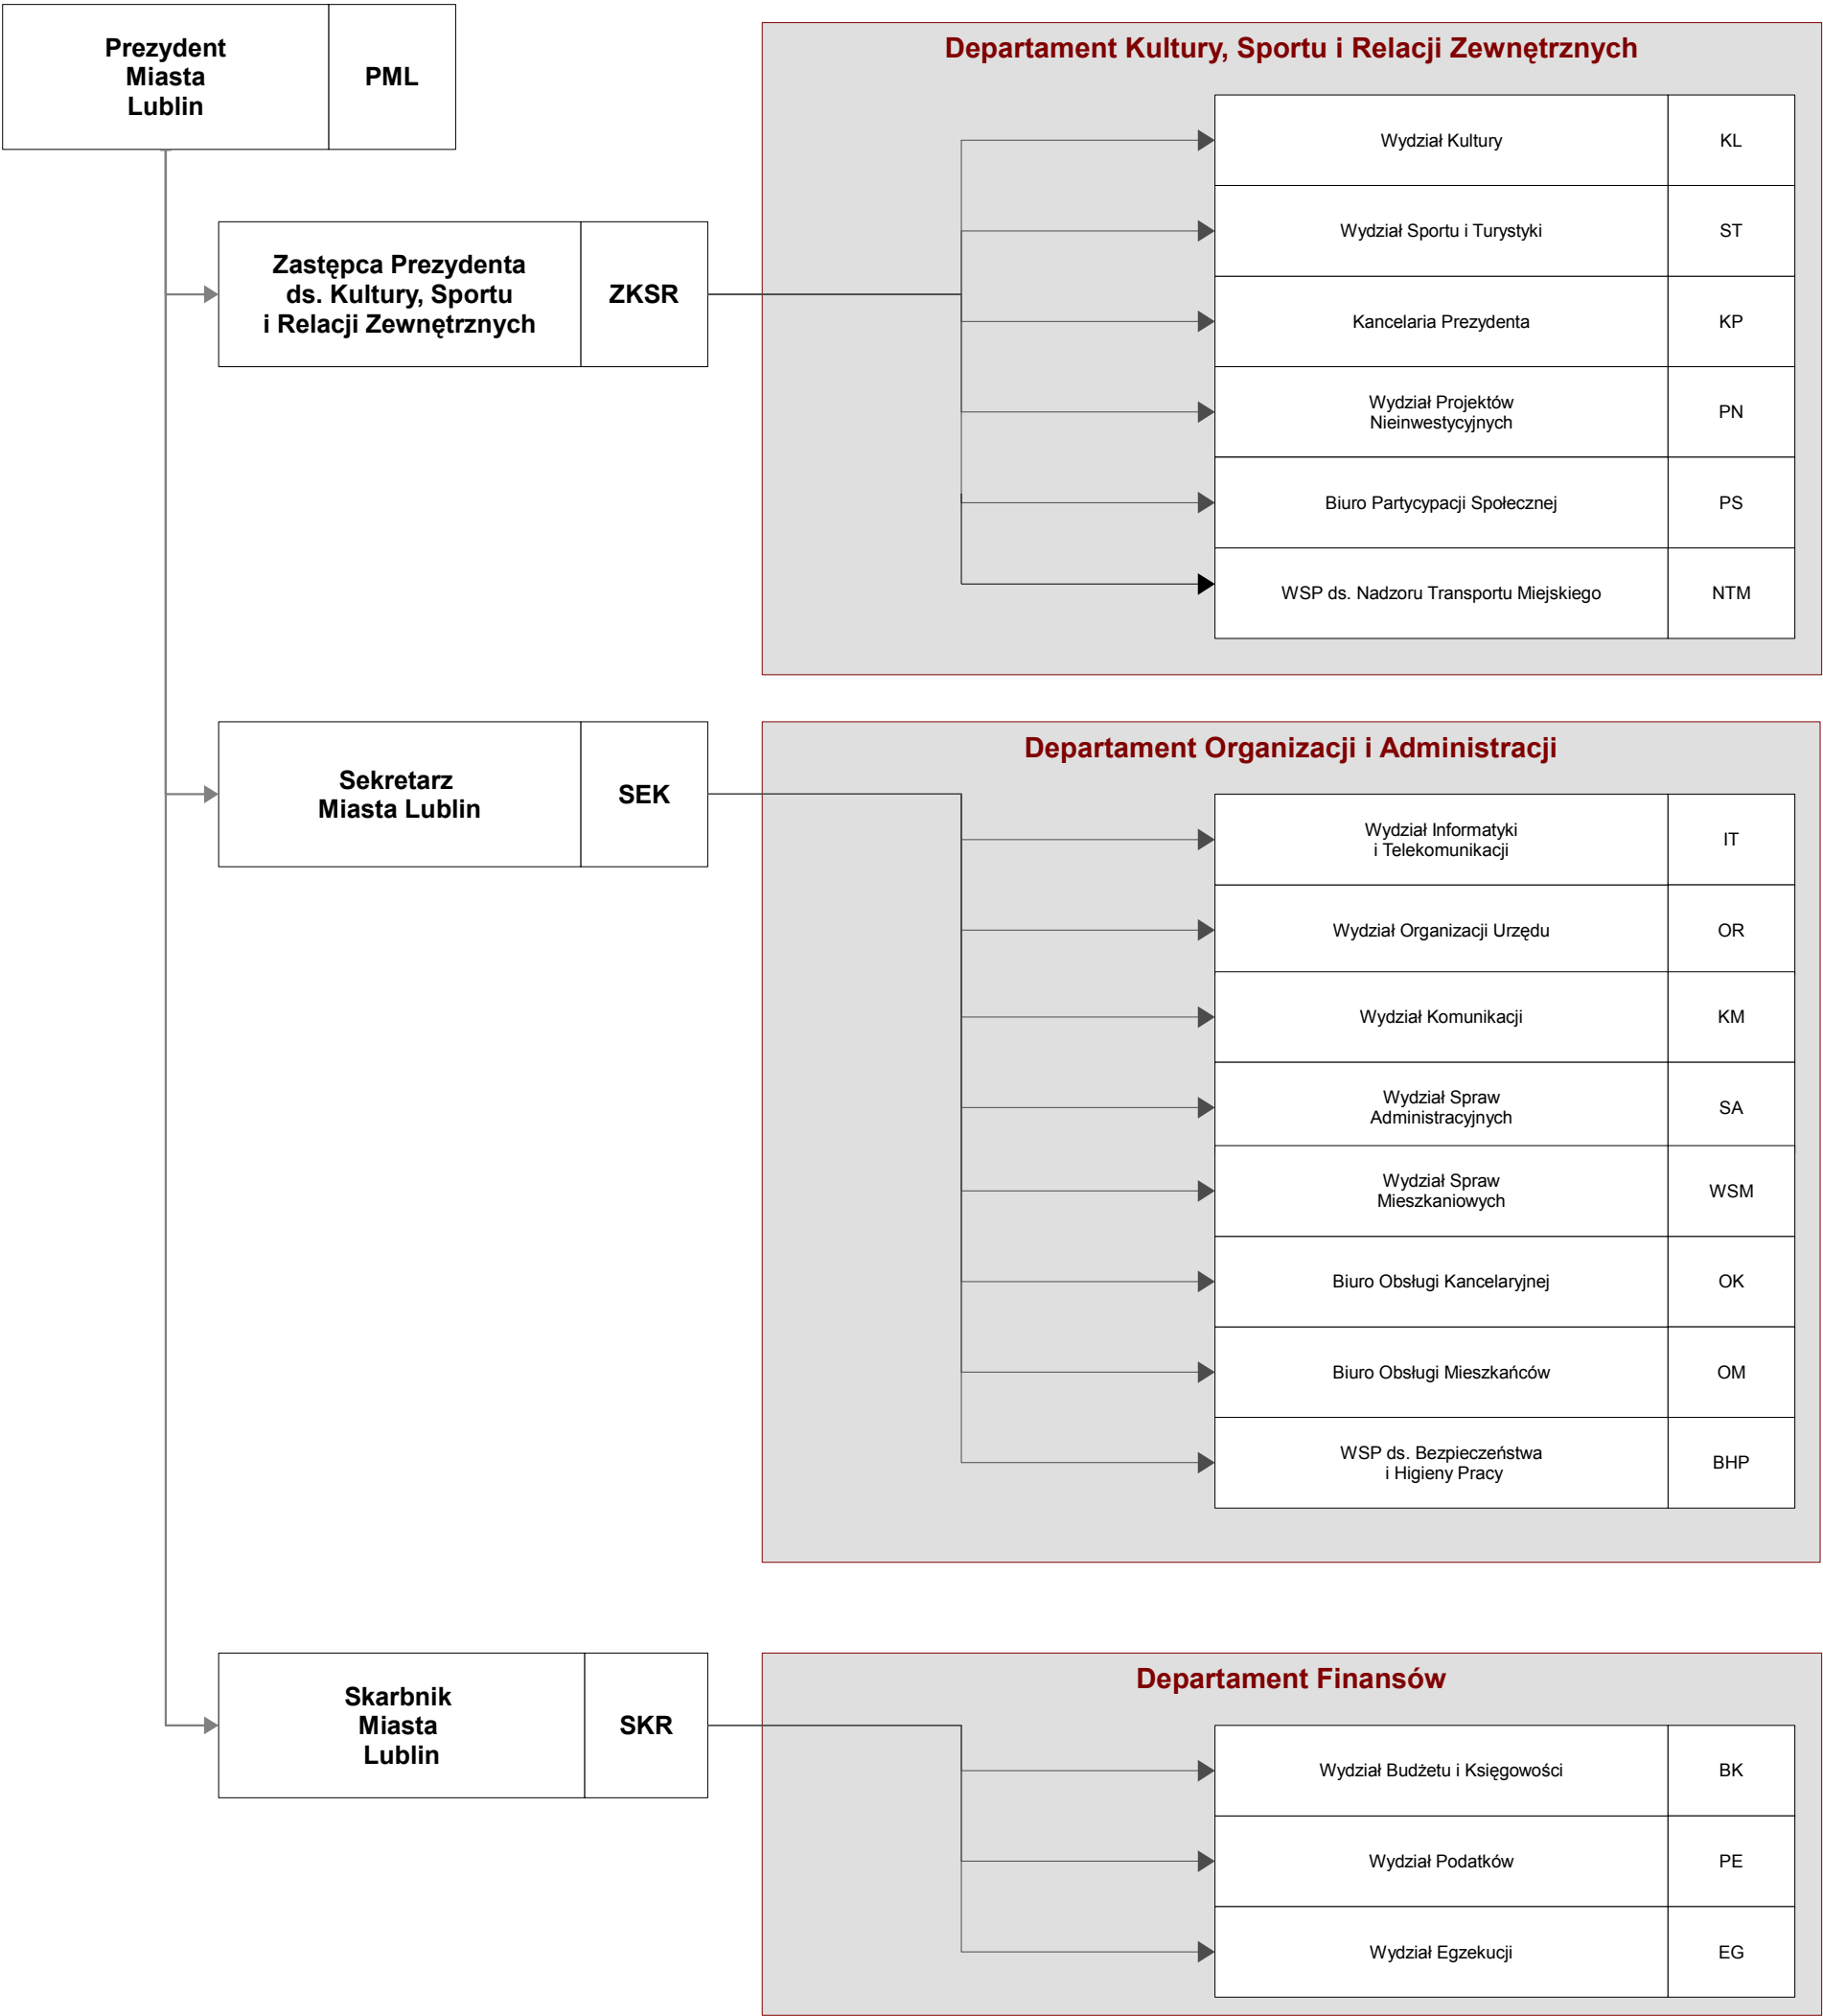 Prezydent
Miasta
Lublin
PML
Departament Kultury, Sportu i Relacji Zewnętrznych
Wydział Kultury
KL
Wydział Sportu i Turystyki
ST
Zastępca Prezydenta
ds. Kultury, Sportu
i Relacji Zewnętrznych
ZKSR
Kancelaria Prezydenta
KP
Wydział Projektów
Nieinwestycyjnych
PN
Biuro Partycypacji Społecznej
PS
WSP ds. Nadzoru Transportu Miejskiego
NTM
Departament Organizacji i Administracji
Sekretarz
Miasta Lublin
SEK
Wydział Informatyki
i Telekomunikacji
IT
Wydział Organizacji Urzędu
OR
Wydział Komunikacji
KM
Wydział Spraw
Administracyjnych
SA
Wydział Spraw
Mieszkaniowych
WSM
Biuro Obsługi Kancelaryjnej
OK
Biuro Obsługi Mieszkańców
OM
WSP ds. Bezpieczeństwa
i Higieny Pracy
BHP
Departament Finansów
Skarbnik
Miasta
Lublin
SKR
Wydział Budżetu i Księgowości
BK
Wydział Podatków
PE
Wydział Egzekucji
EG